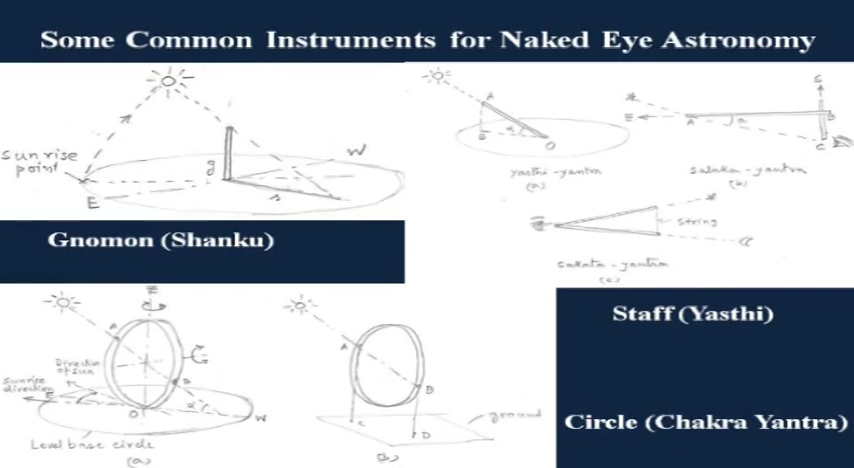 Some Common Instruments for Naked Eye Astronomy
sunrise
point
E
W
g
s
Gnomon (Shanku)
A
B
O
α
yasthi-yantra
(a)
S
E
A
B
a
C
salaka-yantra
(b)
string
sakata-yantra
(c)
Staff (Yasthi)
Circle (Chakra Yantra)
A
Direction
of sun
sunrise
direction
E
B
O
α
W
Level base circle
(a)
A
B
C
D
ground
(b)